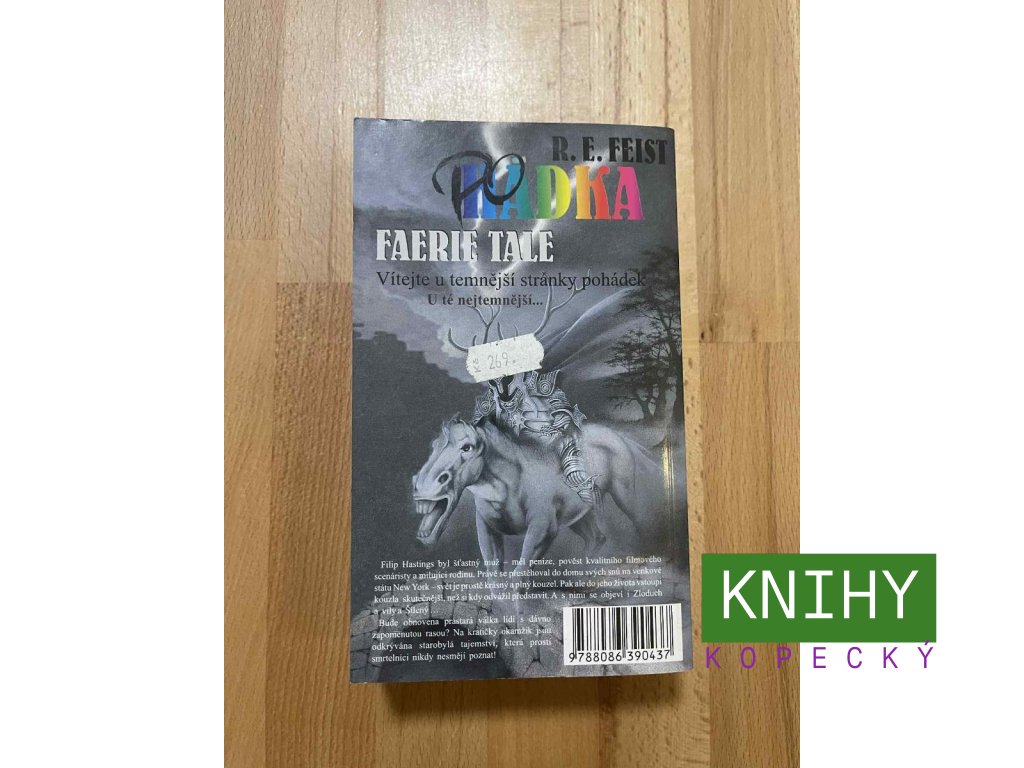 R. E. FEIST
POHADKA
FAERIE TALE
Vítejte u temnější stránky pohádek
U té nejtemnější...
Kč 269.-
Filip Hastings byl šťastný muž – měl peníze, pověst kvalitního filmového
scenáristy a milující rodinu. Právě se přestěhoval do domu svých snů na venkově
státu New York – svět je prostě krásný a plný kouzel. Pak ale do jeho života vstoupí
kouzla skutečnější, než si kdy odvážil představit. A s nimi se objeví i Zloduch
a víly a Šílený...
Bude obnovena prastará válka lidí s dávno
zapomenutou rasou? Na kratičký okamžik jsou
odkrývána starobylá tajemství, která prostí
smrtelníci nikdy nesmějí poznat!
9 788086 390437
KNIHY
KOPECKÝ